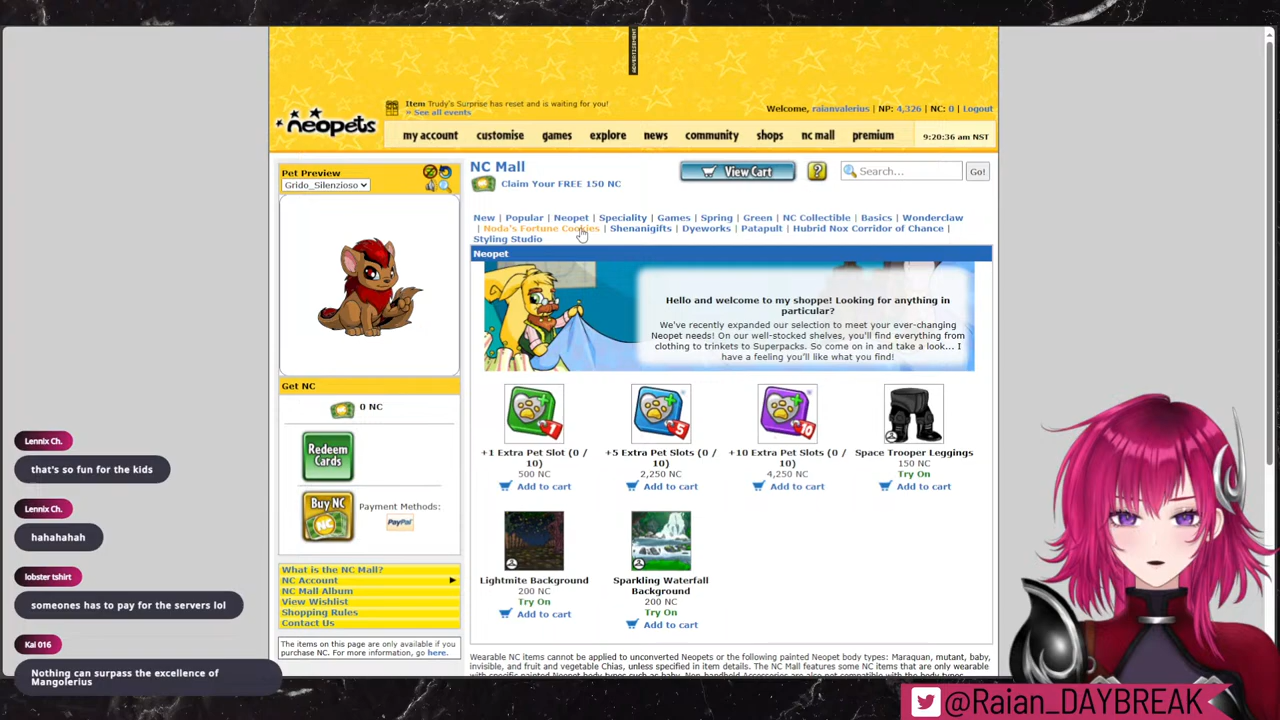 ADVERTISEMENT
Item Trudy's Surprise has reset and is waiting for you!
» See all events
Welcome, raianvalerius | NP: 4,326 | NC: 0 | Logout
neopets
my account customise games explore news community shops nc mall premium
9:20:36 am NST
Pet Preview
Grido_Silenzioso
NC Mall
Claim Your FREE 150 NC
View Cart
?
Search...
Go!
New | Popular | Neopet | Speciality | Games | Spring | Green | NC Collectible | Basics | Wonderclaw
| Noda's Fortune Cookies | Shenanigifts | Dyeworks | Patapult | Hubrid Nox Corridor of Chance |
Styling Studio
Neopet
Hello and welcome to my shoppe! Looking for anything in
particular?
We've recently expanded our selection to meet your ever-changing
Neopet needs! On our well-stocked shelves, you'll find everything from
clothing to trinkets to Superpacks. So come on in and take a look... I
have a feeling you'll like what you find!
Get NC
0 NC
Redeem
Cards
Buy NC
NC
Payment Methods:
PayPal
What is the NC Mall?
NC Account
NC Mall Album
View Wishlist
Shopping Rules
Contact Us
The items on this page are only available if you
purchase NC. For more information, go here.
1
+1 Extra Pet Slot (0 /
10)
500 NC
Add to cart
5
+5 Extra Pet Slots (0 /
10)
2,250 NC
Add to cart
10
+10 Extra Pet Slots (0 /
10)
4,250 NC
Add to cart
Space Trooper Leggings
150 NC
Try On
Add to cart
Lightmite Background
200 NC
Try On
Add to cart
Sparkling Waterfall
Background
200 NC
Try On
Add to cart
Wearable NC items cannot be applied to unconverted Neopets or the following painted Neopet body types: Maraquan, mutant, baby,
invisible, and fruit and vegetable Chias, unless specified in item details. The NC Mall features some NC items that are only wearable
Lennix Ch.
that's so fun for the kids
Lennix Ch.
hahahahah
lobster tshirt
someones has to pay for the servers lol
Kai 016
Nothing can surpass the excellence of
Mangolerius
@Raian_DAYBREAK